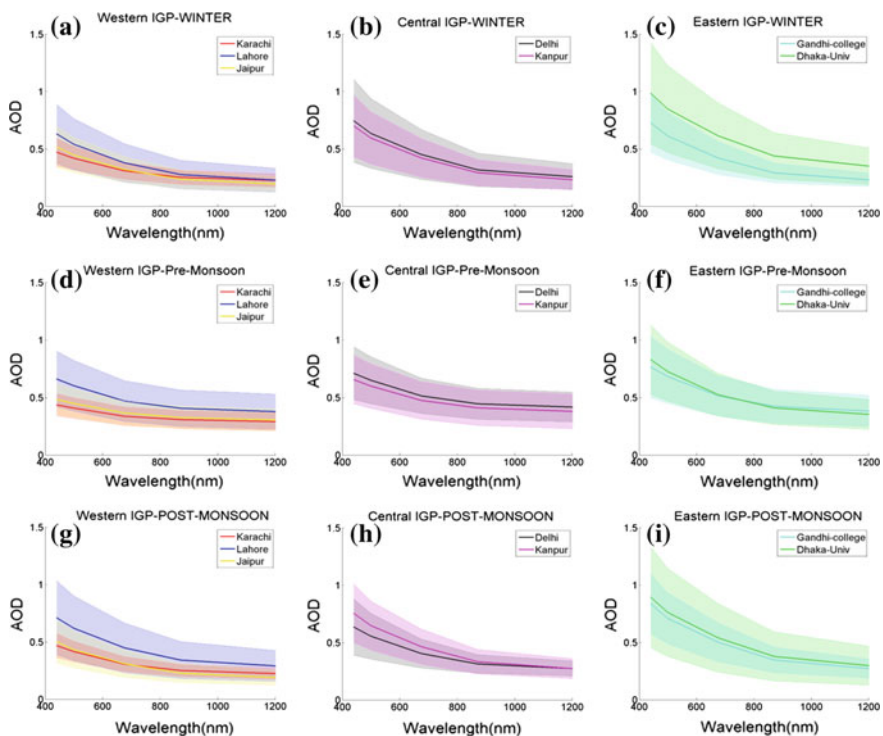 (a) Western IGP-WINTER
1.5
1
0.5
0
AOD
Karachi
Lahore
Jaipur
400 600 800 1000 1200
Wavelength(nm)
(b) Central IGP-WINTER
1.5
1
0.5
0
AOD
Delhi
Kanpur
400 600 800 1000 1200
Wavelength(nm)
(c) Eastern IGP-WINTER
1.5
1
0.5
0
AOD
Gandhi-college
Dhaka-Univ
400 600 800 1000 1200
Wavelength(nm)
(d) Western IGP-Pre-Monsoon
1.5
1
0.5
0
AOD
Karachi
Lahore
Jaipur
400 600 800 1000 1200
Wavelength(nm)
(e) Central IGP-Pre-Monsoon
1.5
1
0.5
0
AOD
Delhi
Kanpur
400 600 800 1000 1200
Wavelength(nm)
(f) Eastern IGP-Pre-Monsoon
1.5
1
0.5
0
AOD
Gandhi-college
Dhaka-Univ
400 600 800 1000 1200
Wavelength(nm)
(g) Western IGP-POST-MONSOON
1.5
1
0.5
0
AOD
Karachi
Lahore
Jaipur
400 600 800 1000 1200
Wavelength(nm)
(h) Central IGP-POST-MONSOON
1.5
1
0.5
0
AOD
Delhi
Kanpur
400 600 800 1000 1200
Wavelength(nm)
(i) Eastern IGP-POST-MONSOON
1.5
1
0.5
0
AOD
Gandhi-college
Dhaka-Univ
400 600 800 1000 1200
Wavelength(nm)